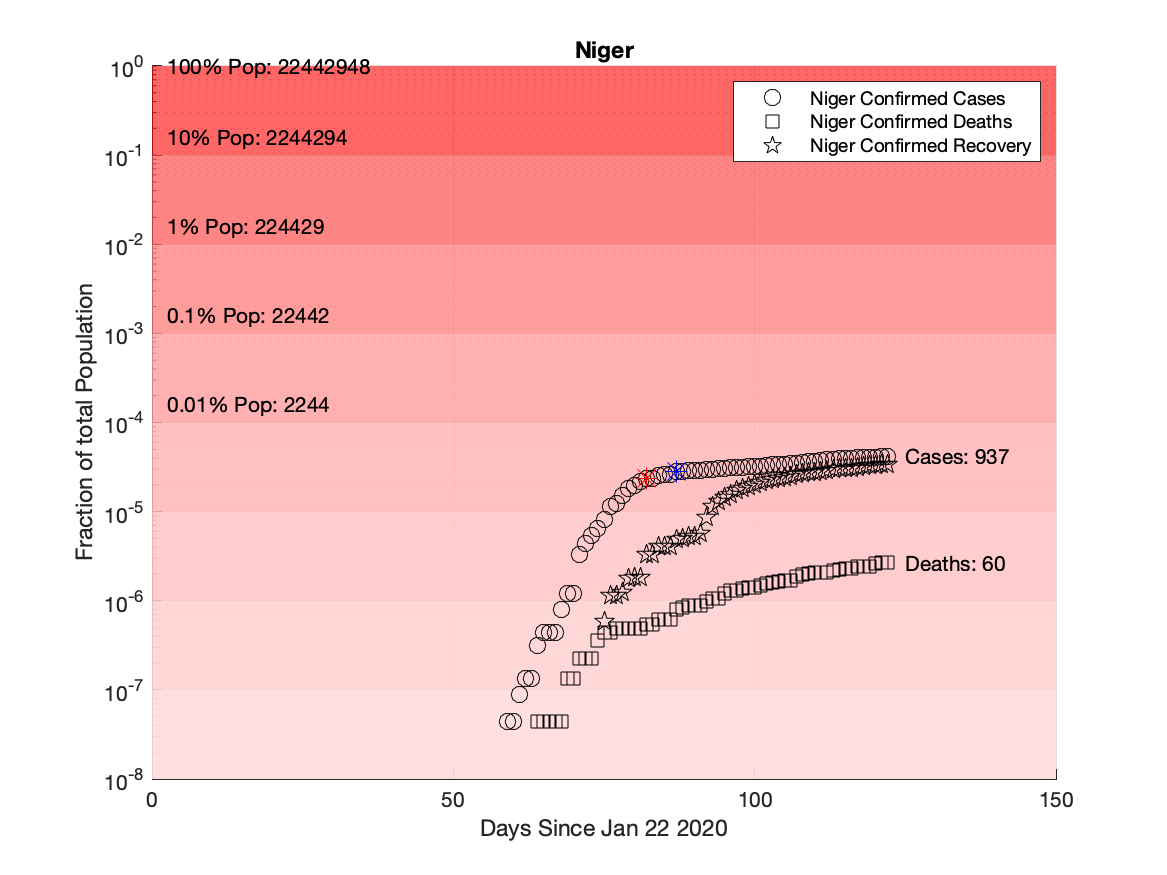 Niger
10^0
10^-1
10^-2
10^-3
10^-4
10^-5
10^-6
10^-7
10^-8
Fraction of total Population
100% Pop: 22442948
10% Pop: 2244294
1% Pop: 224429
0.1% Pop: 22442
0.01% Pop: 2244
Niger Confirmed Cases
Niger Confirmed Deaths
Niger Confirmed Recovery
Cases: 937
Deaths: 60
0 50 100 150
Days Since Jan 22 2020